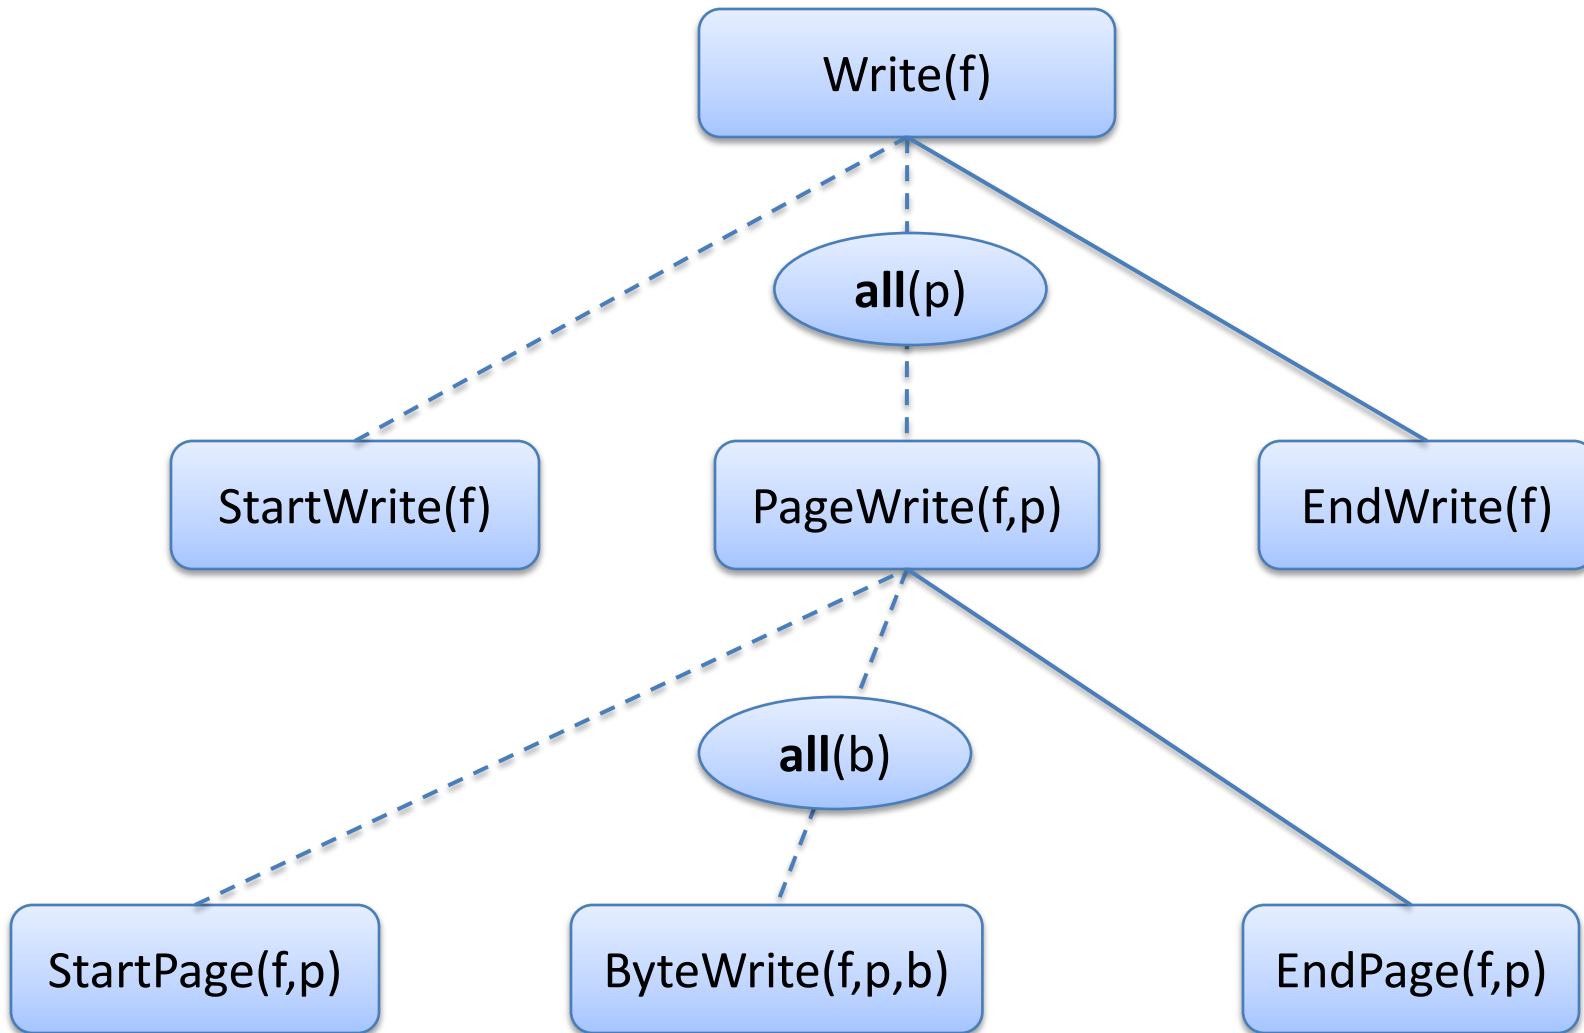 Write(f)
all(p)
StartWrite(f)
PageWrite(f,p)
EndWrite(f)
all(b)
StartPage(f,p)
ByteWrite(f,p,b)
EndPage(f,p)